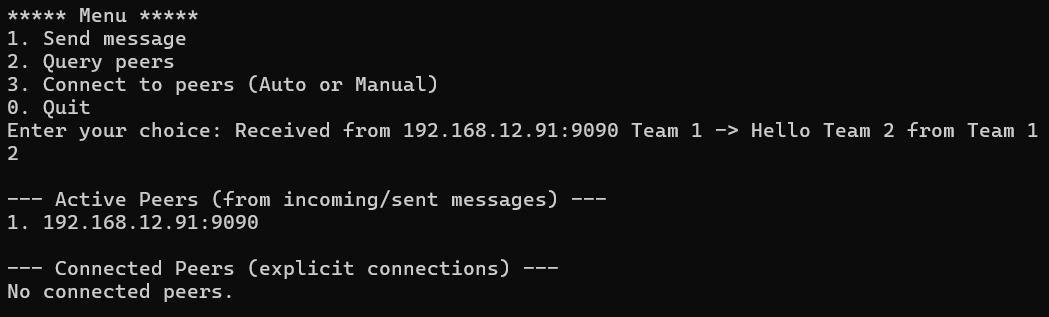 ***** Menu *****
1. Send message
2. Query peers
3. Connect to peers (Auto or Manual)
0. Quit
Enter your choice: Received from 192.168.12.91:9090 Team 1 -> Hello Team 2 from Team 1
2
--- Active Peers (from incoming/sent messages) ---
1. 192.168.12.91:9090
--- Connected Peers (explicit connections) ---
No connected peers.